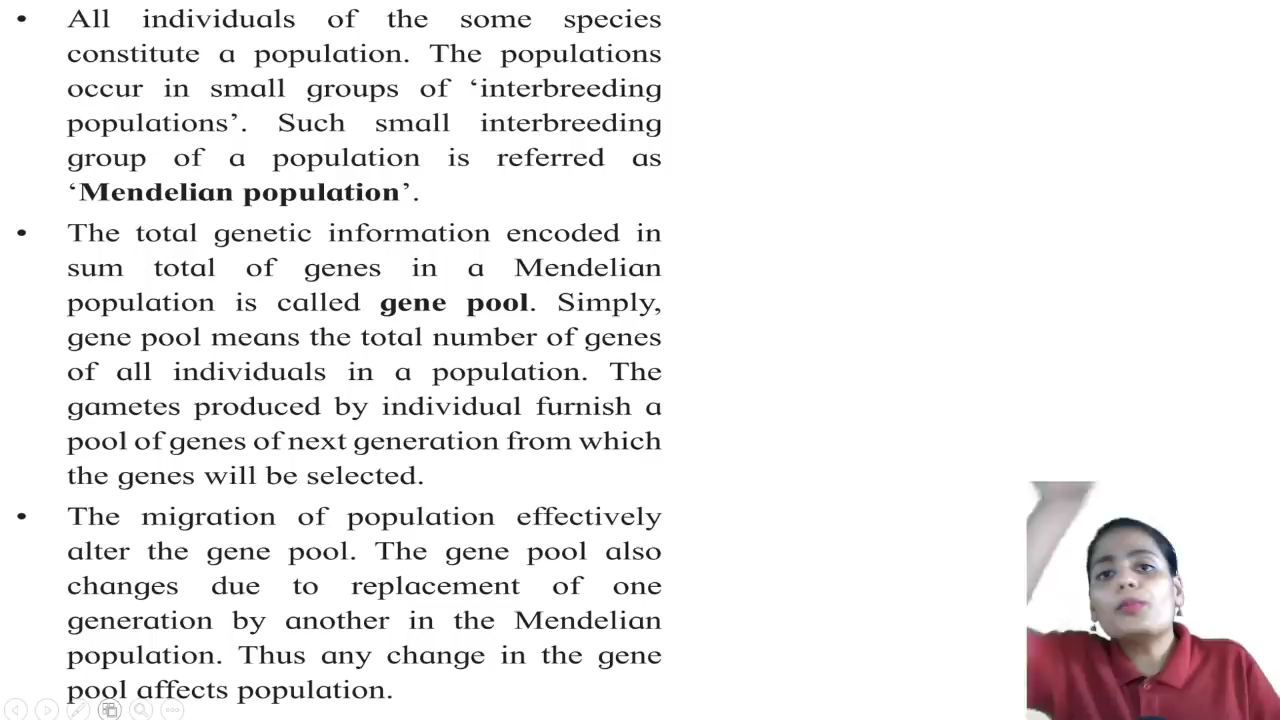 • All individuals of the some species
constitute a population. The populations
occur in small groups of ‘interbreeding
populations’. Such small interbreeding
group of a population is referred as
‘Mendelian population’.
• The total genetic information encoded in
sum total of genes in a Mendelian
population is called gene pool. Simply,
gene pool means the total number of genes
of all individuals in a population. The
gametes produced by individual furnish a
pool of genes of next generation from which
the genes will be selected.
• The migration of population effectively
alter the gene pool. The gene pool also
changes due to replacement of one
generation by another in the Mendelian
population. Thus any change in the gene
pool affects population.